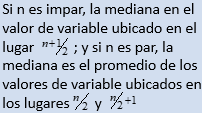 Si n es impar, la mediana en el
valor de variable ubicado en el
lugar n+1/2 ; y si n es par, la
mediana es el promedio de los
valores de variable ubicados en
los lugares n/2 y n/2+1